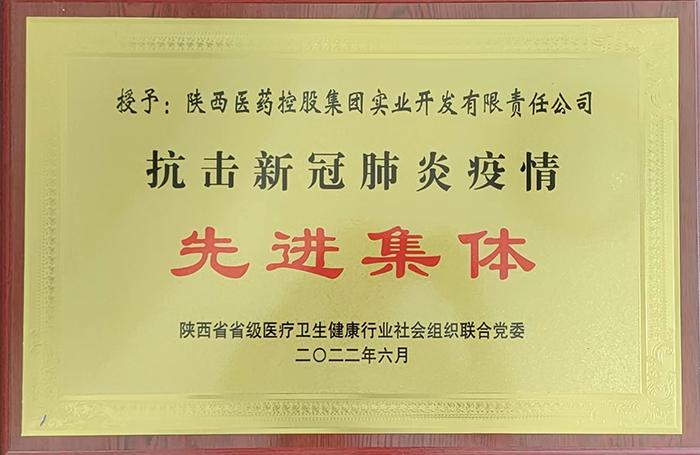 授予：陕西医药控股集团实业开发有限责任公司
抗击新冠肺炎疫情
先进集体
陕西省省级医疗卫生健康行业社会组织联合党委
二〇二二年六月